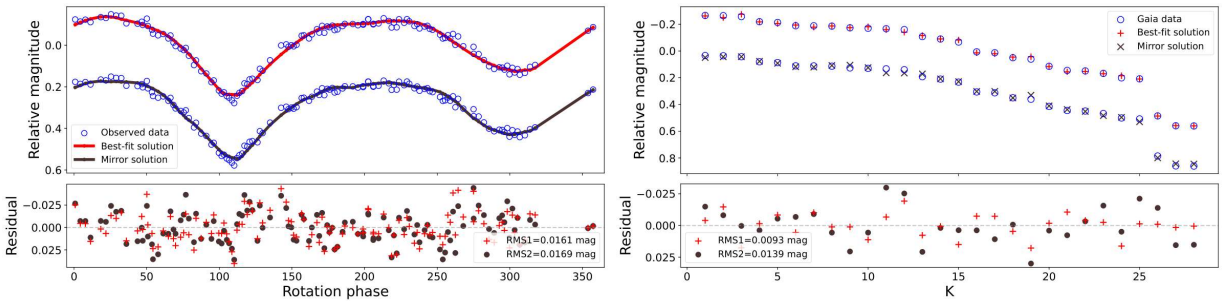 Relative magnitude
0.0
0.2
0.4
0.6
Observed data
Best-fit solution
Mirror solution
Residual
−0.025
0.000
0.025
RMS1=0.0161 mag
RMS2=0.0169 mag
0 50 100 150 200 250 300 350
Rotation phase
Relative magnitude
−0.2
0.0
0.2
0.4
0.6
0.8
Gaia data
Best-fit solution
Mirror solution
Residual
−0.025
0.000
0.025
RMS1=0.0093 mag
RMS2=0.0139 mag
0 5 10 15 20 25
K